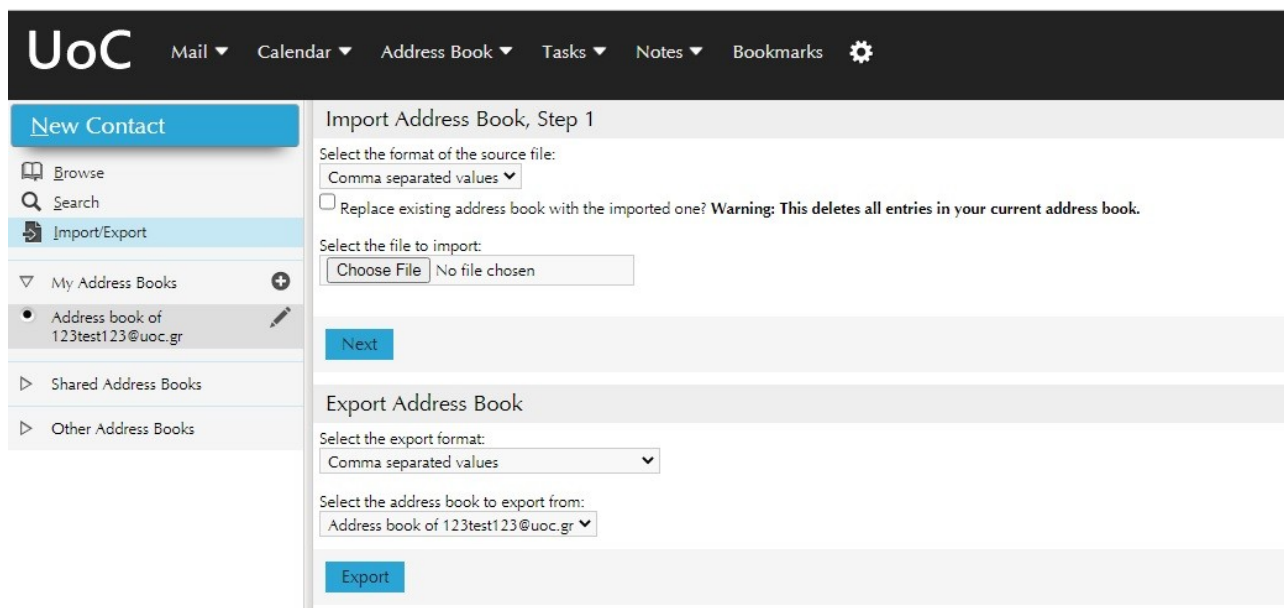 UoC Mail Calendar Address Book Tasks Notes Bookmarks
New Contact
Browse
Search
Import/Export
My Address Books
Address book of
123test123@uoc.gr
Shared Address Books
Other Address Books
Import Address Book, Step 1
Select the format of the source file:
Comma separated values
Replace existing address book with the imported one? Warning: This deletes all entries in your current address book.
Select the file to import:
Choose File No file chosen
Next
Export Address Book
Select the export format:
Comma separated values
Select the address book to export from:
Address book of 123test123@uoc.gr
Export